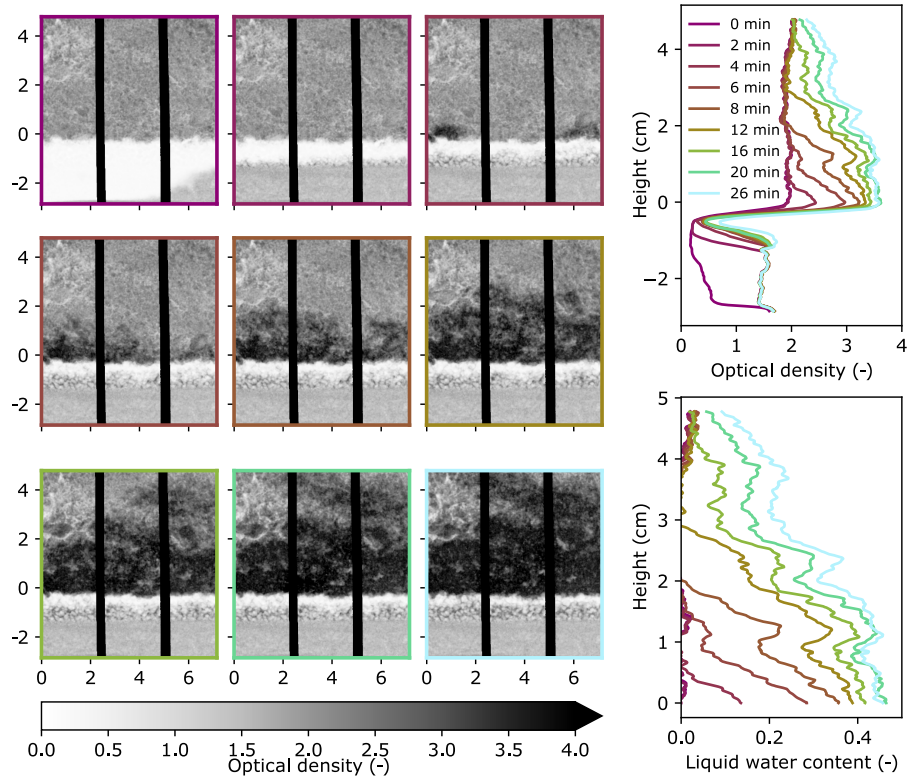 4
2
0
−2
4
2
0
−2
4
2
0
−2
0 2 4 6
0 2 4 6
0 2 4 6
0.0 0.5 1.0 1.5 2.0 2.5 3.0 3.5 4.0
Optical density (-)
0 min
2 min
4 min
6 min
8 min
12 min
16 min
20 min
26 min
Height (cm)
4
2
0
−2
0 1 2 3 4
Optical density (-)
Height (cm)
5
4
3
2
1
0
0.0 0.2 0.4
Liquid water content (-)